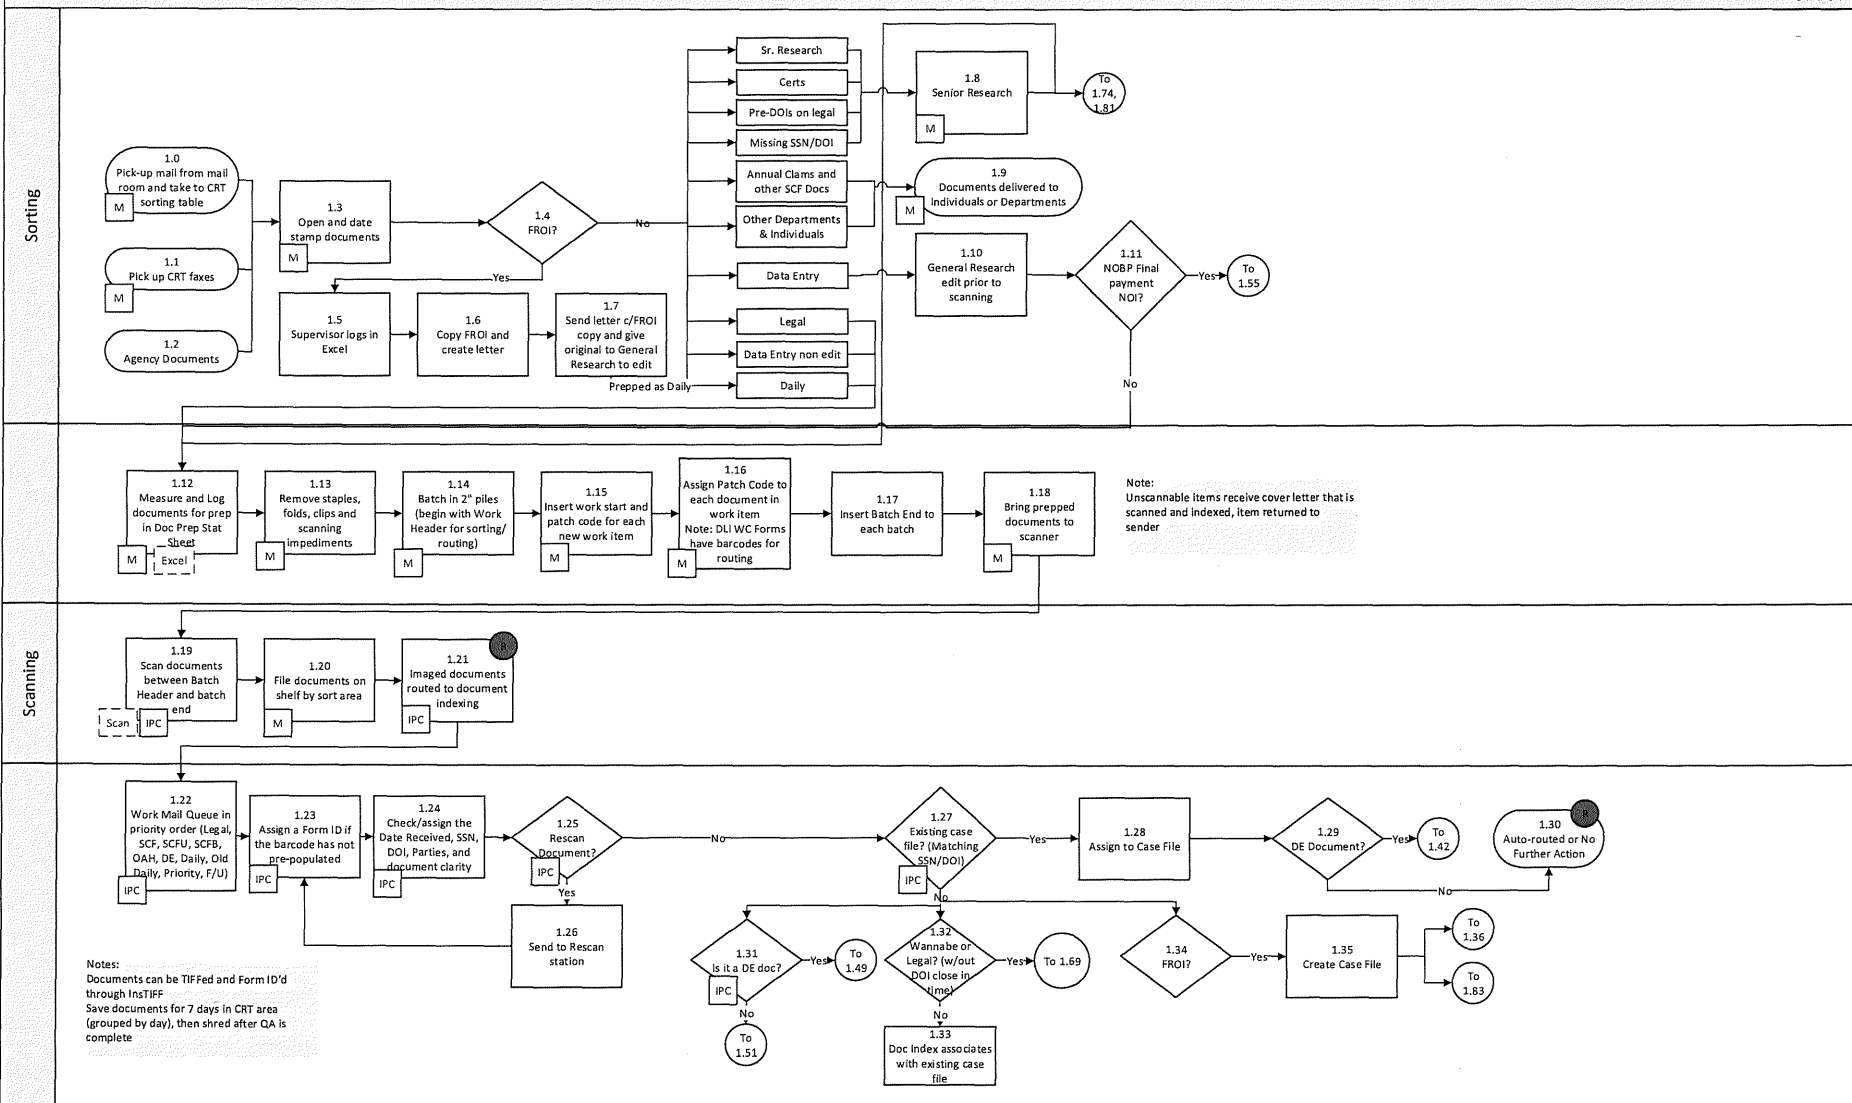 Sorting
1.0
Pick-up mail from mail
room and take to CRT
sorting table
M
1.1
Pick up CRT faxes
M
1.2
Agency Documents
1.3
Open and date
stamp documents
M
1.4
FROI?
No
Yes
1.5
Supervisor logs in
Excel
1.6
Copy FROI and
create letter
1.7
Send letter c/FROI
copy and give
original to General
Research to edit
Prepped as Daily
Sr. Research
Certs
Pre-DOIs on legal
Missing SSN/DOI
Annual Clams and
other SCF Docs
Other Departments
& Individuals
Data Entry
Legal
Data Entry non edit
Daily
1.8
Senior Research
M
To
1.74,
1.81
1.9
Documents delivered to
Individuals or Departments
M
1.10
General Research
edit prior to
scanning
1.11
NOBP Final
payment
NOI?
Yes
To
1.55
No
1.12
Measure and Log
documents for prep
in Doc Prep Stat
Sheet
M
Excel
1.13
Remove staples,
folds, clips and
scanning
impediments
M
1.14
Batch in 2" piles
(begin with Work
Header for sorting/
routing)
M
1.15
Insert work start and
patch code for each
new work item
M
1.16
Assign Patch Code to
each document in
work item
Note: DLI WC Forms
have barcodes for
routing
M
1.17
Insert Batch End to
each batch
1.18
Bring prepped
documents to
scanner
M
Note:
Unscannable items receive cover letter that is
scanned and indexed, item returned to
sender
Scanning
1.19
Scan documents
between Batch
Header and batch
end
Scan
IPC
1.20
File documents on
shelf by sort area
M
1.21
Imaged documents
routed to document
indexing
IPC
R
1.22
Work Mail Queue in
priority order (Legal,
SCF, SCFU, SCFB,
OAH, DE, Daily, Old
Daily, Priority, F/U)
IPC
1.23
Assign a Form ID if
the barcode has not
pre-populated
IPC
1.24
Check/assign the
Date Received, SSN,
DOI, Parties, and
document clarity
IPC
1.25
Rescan
Document?
IPC
No
Yes
1.26
Send to Rescan
station
1.27
Existing case
file? (Matching
SSN/DOI)
IPC
Yes
No
1.28
Assign to Case File
1.29
DE Document?
Yes
To
1.42
No
1.30
Auto-routed or No
Further Action
R
1.31
Is it a DE doc?
IPC
Yes
To
1.49
No
To
1.51
1.32
Wannabe or
Legal? (w/out
DOI close in
time)
Yes
To 1.69
No
1.33
Doc Index associates
with existing case
file
1.34
FROI?
Yes
1.35
Create Case File
To
1.36
To
1.83
Notes:
Documents can be TIFFed and Form ID'd
through InsTIFF
Save documents for 7 days in CRT area
(grouped by day), then shred after QA is
complete